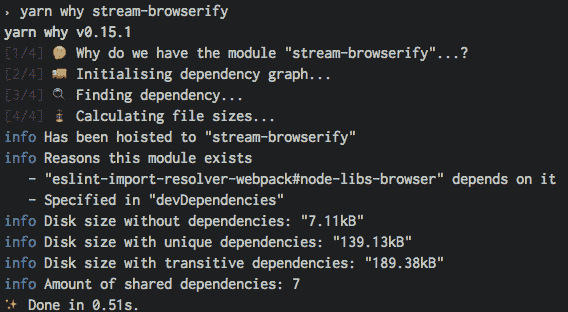 › yarn why stream-browserify
yarn why v0.15.1
[1/4] 🤔 Why do we have the module "stream-browserify"...?
[2/4] 🚚 Initialising dependency graph...
[3/4] 🔍 Finding dependency...
[4/4] 🚡 Calculating file sizes...
info Has been hoisted to "stream-browserify"
info Reasons this module exists
- "eslint-import-resolver-webpack#node-libs-browser" depends on it
- Specified in "devDependencies"
info Disk size without dependencies: "7.11kB"
info Disk size with unique dependencies: "139.13kB"
info Disk size with transitive dependencies: "189.38kB"
info Amount of shared dependencies: 7
✨ Done in 0.51s.